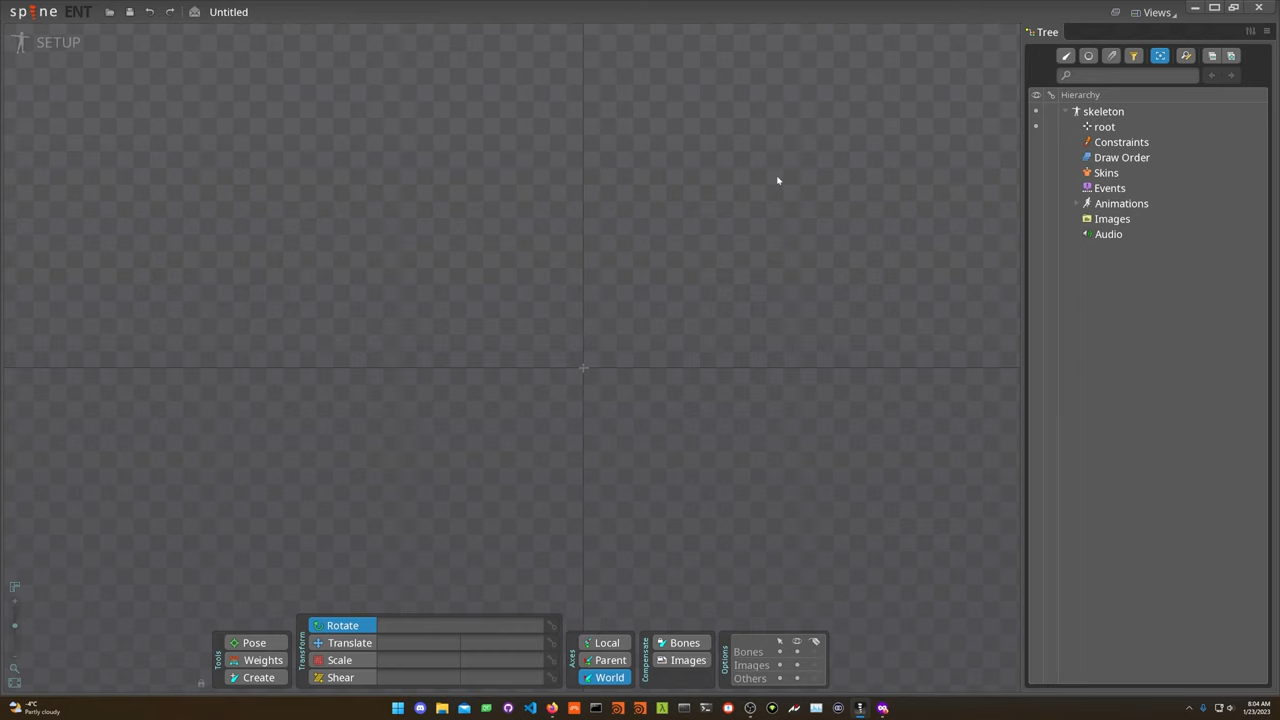 spine ENT
Untitled
Views
SETUP
Tree
Hierarchy
skeleton
root
Constraints
Draw Order
Skins
Events
Animations
Images
Audio
Tools
Pose
Weights
Create
Transform
Rotate
Translate
Scale
Shear
Axes
Local
Parent
World
Compensate
Bones
Images
Options
Bones
Images
Others
-4°C
Partly cloudy
8:04 AM
1/23/2023